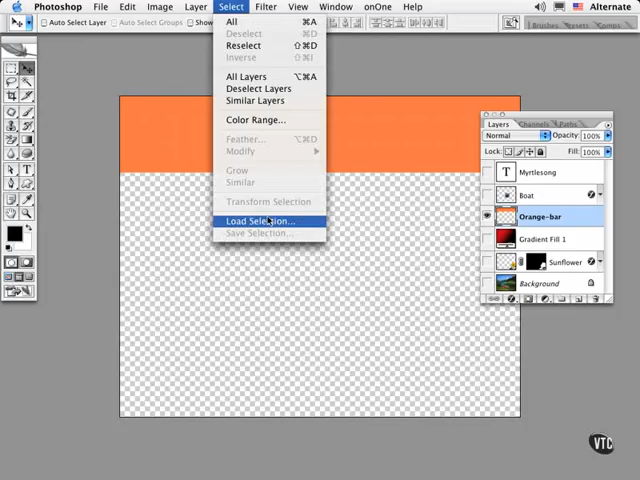 Photoshop File Edit Image Layer Select Filter View Window onOne Help Alternate
Auto Select Layer Auto Select Groups Show
Brushes Presets Comps
All ⌘A
Deselect ⌘D
Reselect ⇧⌘D
Inverse ⇧⌘I
All Layers ⌥⌘A
Deselect Layers
Similar Layers
Color Range...
Feather... ⌥⌘D
Modify
Grow
Similar
Transform Selection
Load Selection...
Save Selection...
Layers Channels Paths
Normal Opacity: 100%
Lock: Fill: 100%
T Myrtlesong
Boat
Orange-bar
Gradient Fill 1
Sunflower
Background
VTC